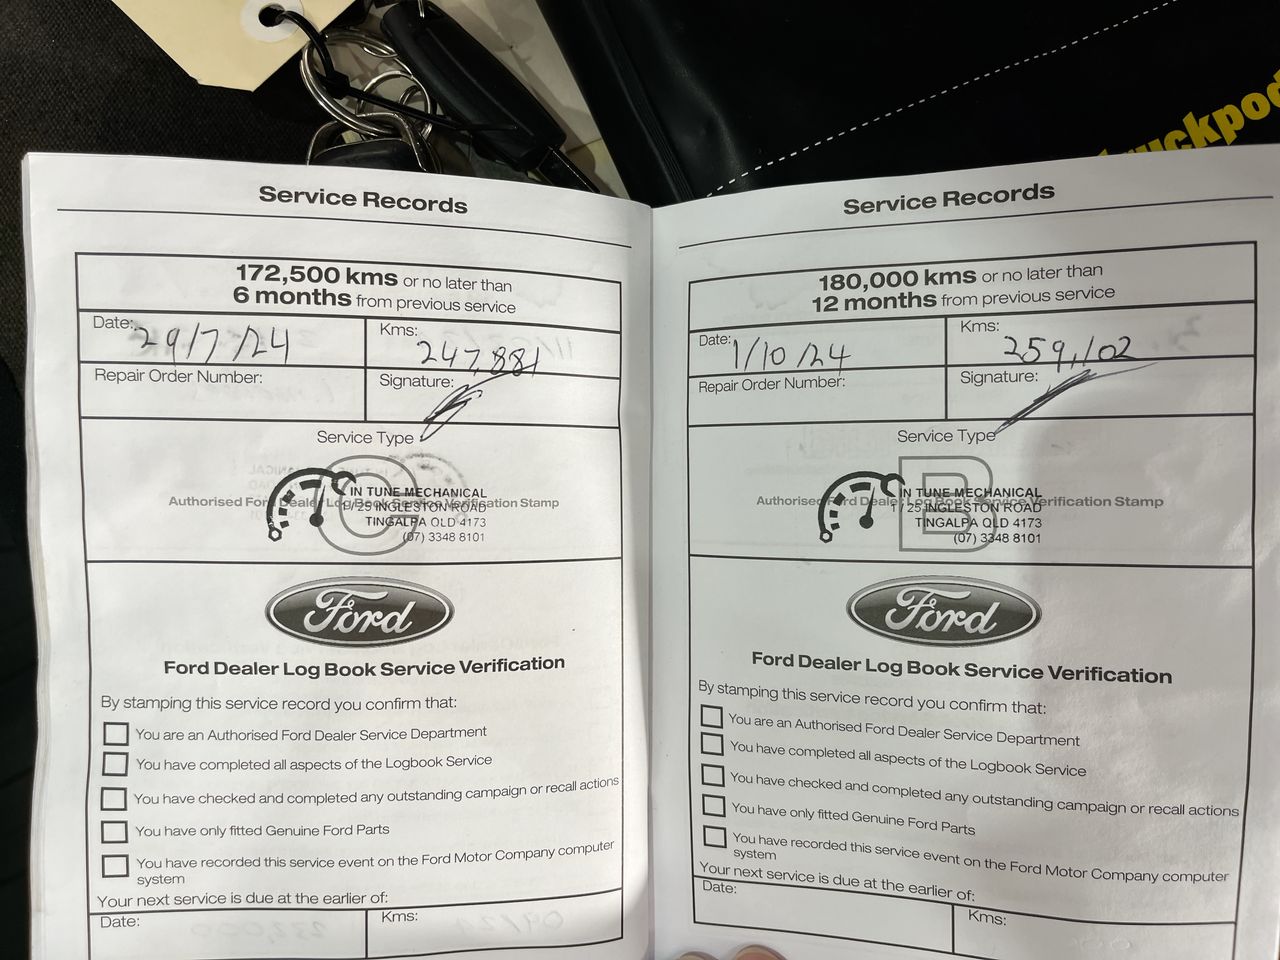 ruckpod
Service Records
172,500 kms or no later than
6 months from previous service
Date: 29/7/24
Kms: 247,881
Repair Order Number:
Signature:
Service Type
C
Authorised Ford Dealer Log Book Service Verification Stamp
IN TUNE MECHANICAL
1/25 INGLESTON ROAD
TINGALPA QLD 4173
(07) 3348 8101
Ford
Ford Dealer Log Book Service Verification
By stamping this service record you confirm that:
You are an Authorised Ford Dealer Service Department
You have completed all aspects of the Logbook Service
You have checked and completed any outstanding campaign or recall actions
You have only fitted Genuine Ford Parts
You have recorded this service event on the Ford Motor Company computer
system
Your next service is due at the earlier of:
Date:
Kms:
Service Records
180,000 kms or no later than
12 months from previous service
Date: 1/10/24
Kms: 259,102
Repair Order Number:
Signature:
Service Type
B
Authorised Ford Dealer Log Book Service Verification Stamp
IN TUNE MECHANICAL
1/25 INGLESTON ROAD
TINGALPA QLD 4173
(07) 3348 8101
Ford
Ford Dealer Log Book Service Verification
By stamping this service record you confirm that:
You are an Authorised Ford Dealer Service Department
You have completed all aspects of the Logbook Service
You have checked and completed any outstanding campaign or recall actions
You have only fitted Genuine Ford Parts
You have recorded this service event on the Ford Motor Company computer
system
Your next service is due at the earlier of:
Date:
Kms: